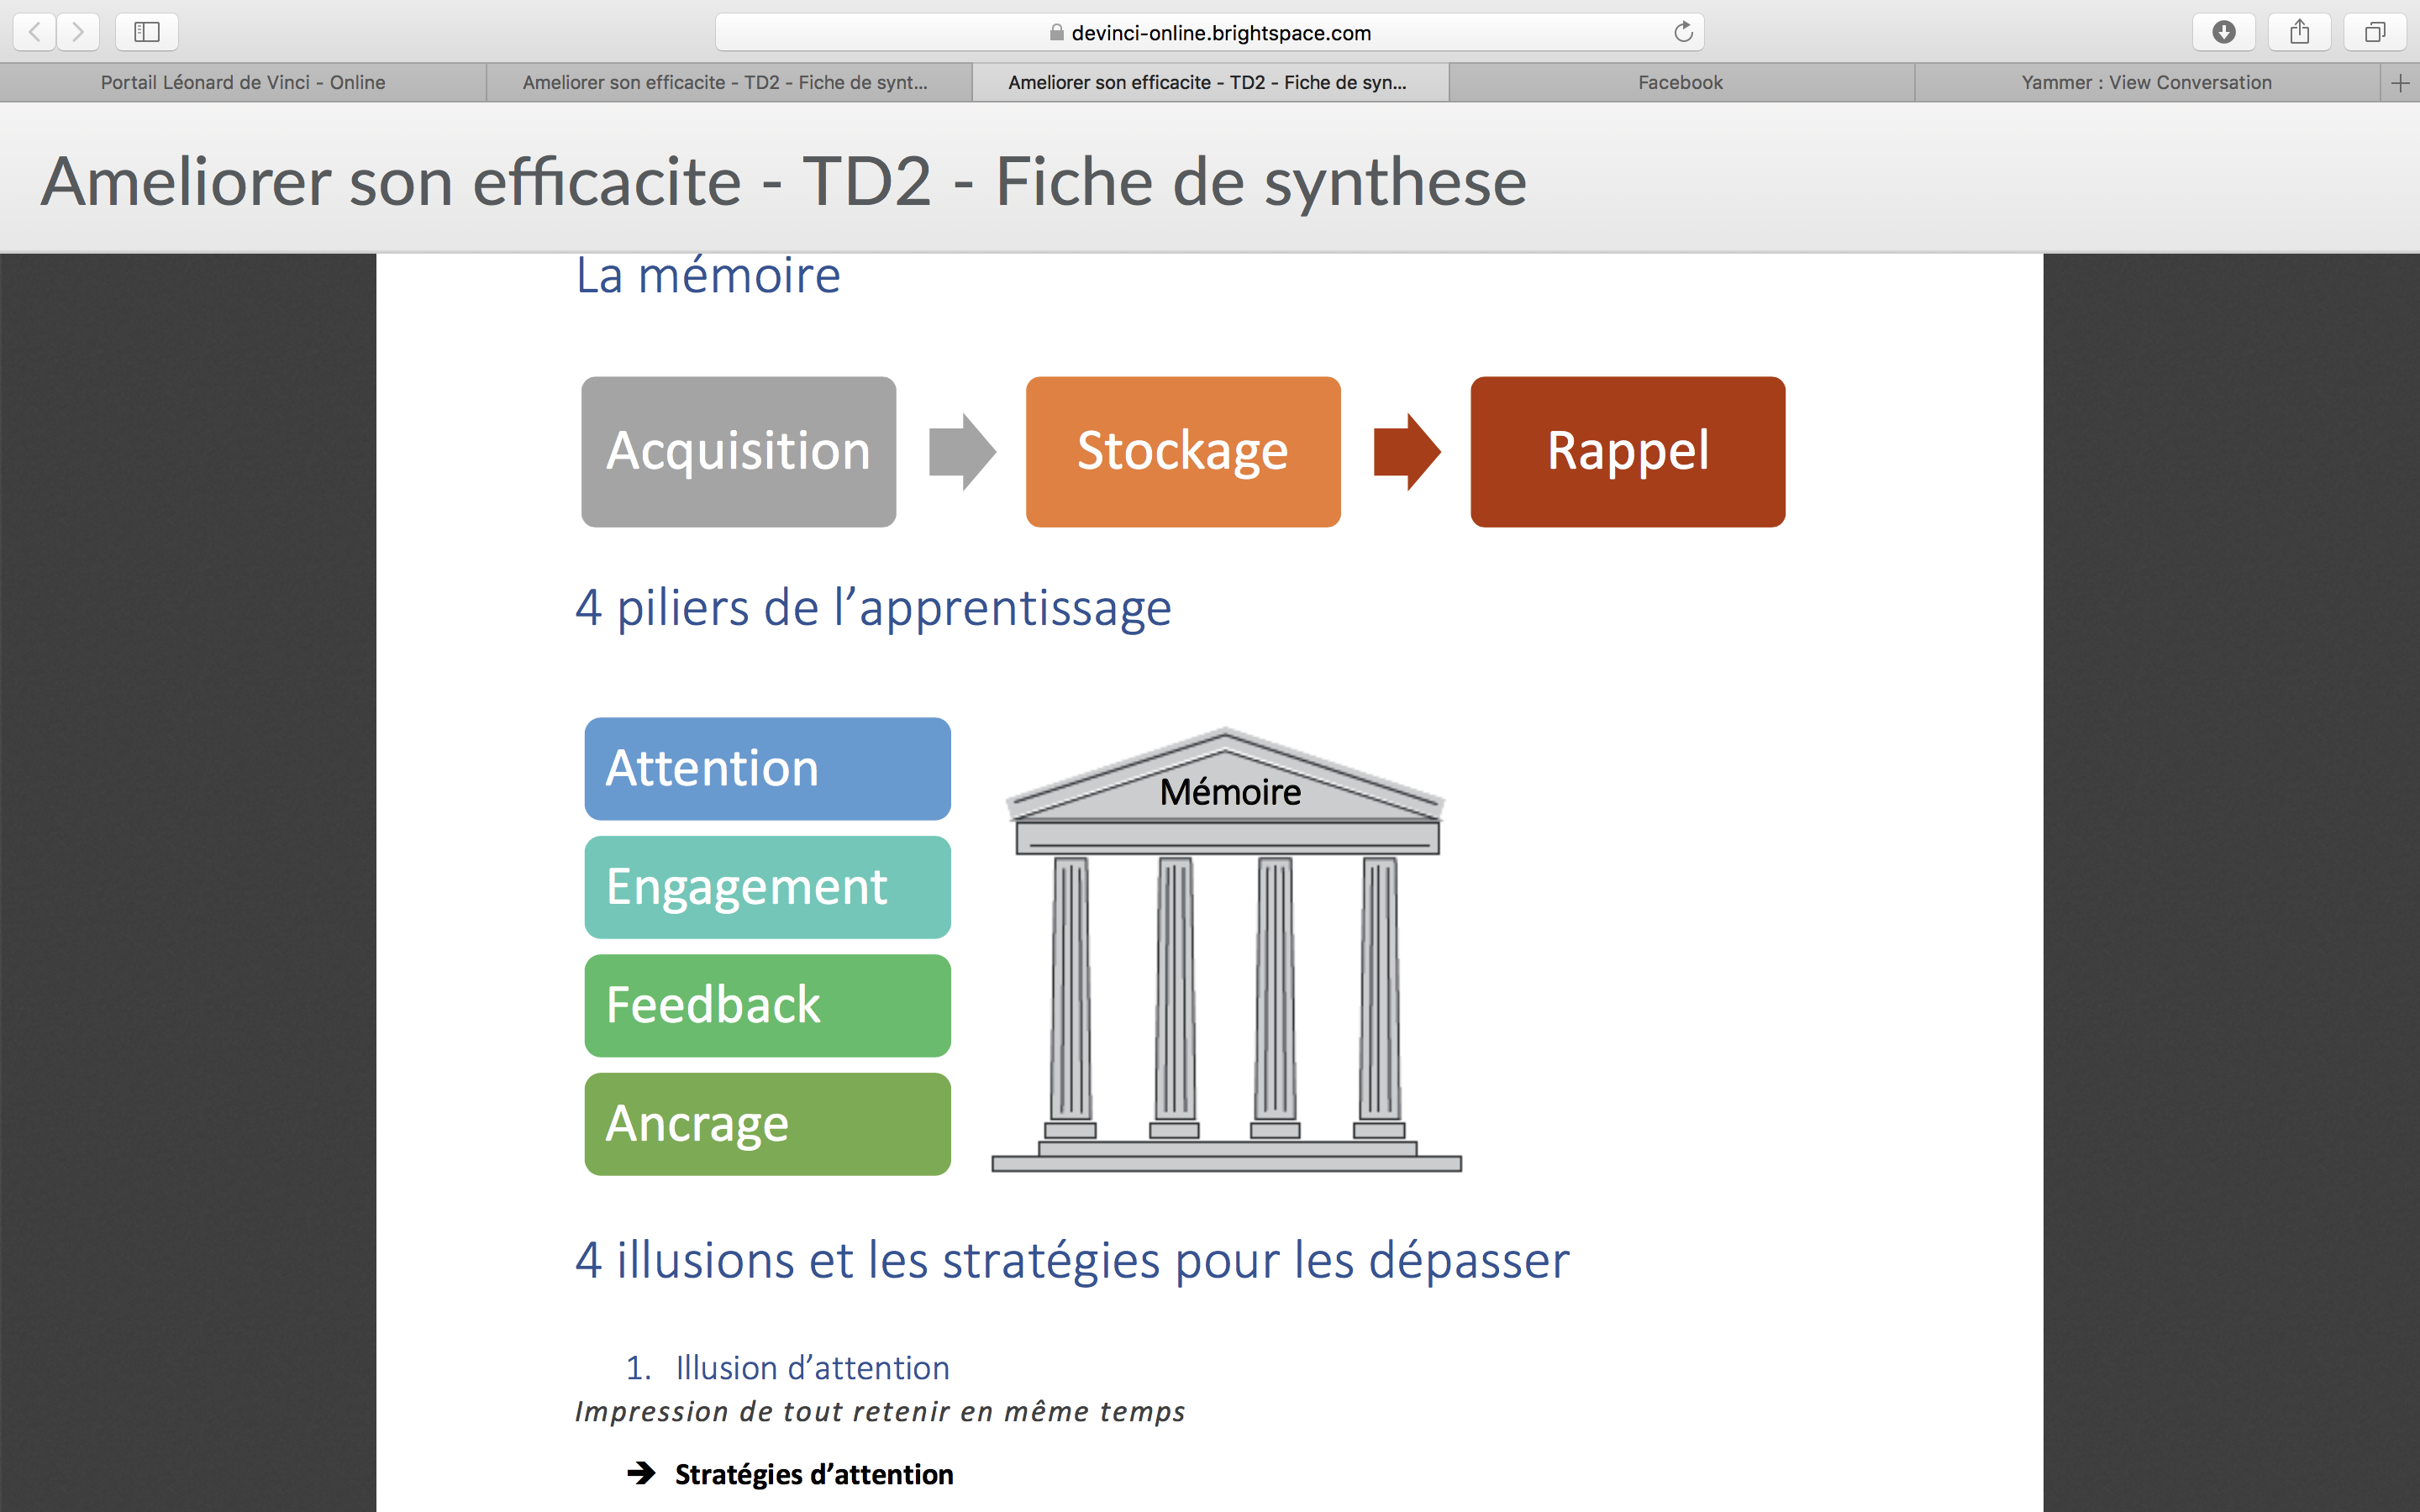 devinci-online.brightspace.com
Portail Léonard de Vinci - Online
Ameliorer son efficacite - TD2 - Fiche de synt...
Ameliorer son efficacite - TD2 - Fiche de syn...
Facebook
Yammer : View Conversation
Ameliorer son efficacite - TD2 - Fiche de synthese
La mémoire
Acquisition
Stockage
Rappel
4 piliers de l’apprentissage
Attention
Engagement
Feedback
Ancrage
Mémoire
4 illusions et les stratégies pour les dépasser
1. Illusion d’attention
Impression de tout retenir en même temps
➔ Stratégies d’attention